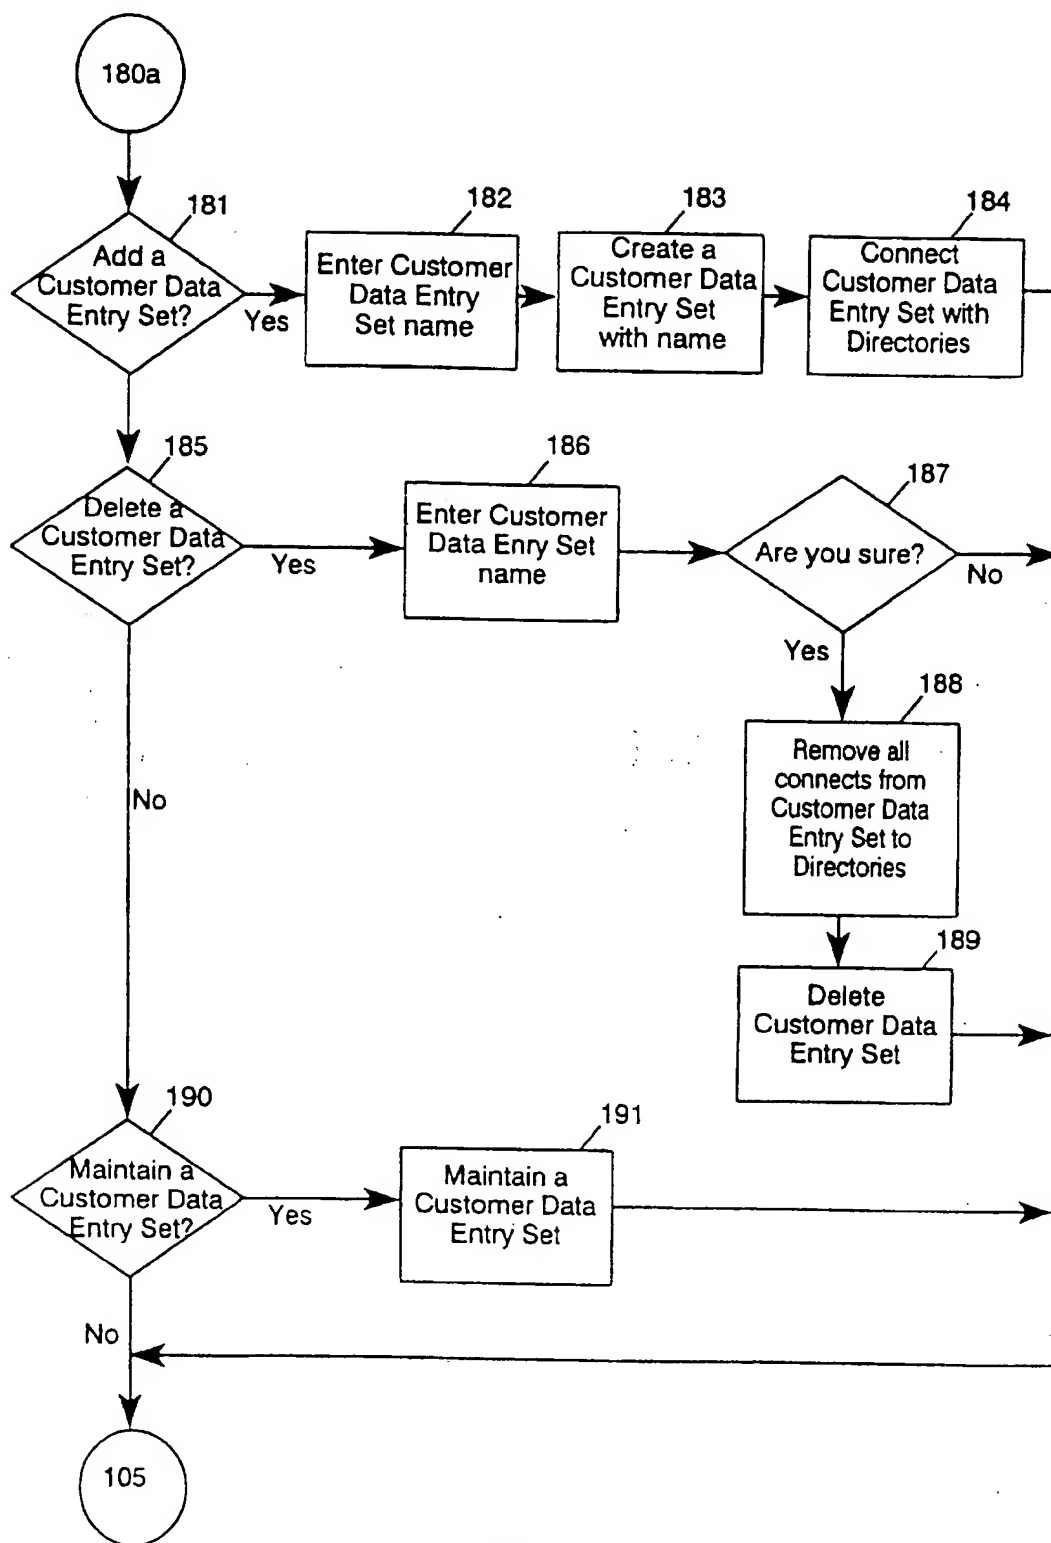 180a
181
Add a
Customer Data
Entry Set?
Yes
182
Enter Customer
Data Entry
Set name
183
Create a
Customer Data
Entry Set
with name
184
Connect
Customer Data
Entry Set with
Directories
185
Delete a
Customer Data
Entry Set?
Yes
186
Enter Customer
Data Enry Set
name
187
Are you sure?
No
Yes
188
Remove all
connects from
Customer Data
Entry Set to
Directories
No
189
Delete
Customer Data
Entry Set
190
Maintain a
Customer Data
Entry Set?
Yes
191
Maintain a
Customer Data
Entry Set
No
105